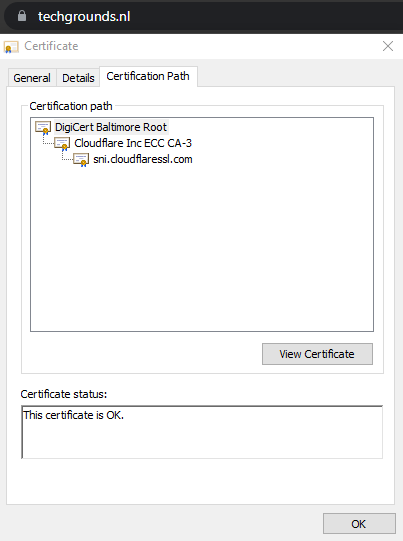 techgrounds.nl
Certificate
General Details Certification Path
Certification path
DigiCert Baltimore Root
Cloudflare Inc ECC CA-3
sni.cloudflaressl.com
View Certificate
Certificate status:
This certificate is OK.
OK